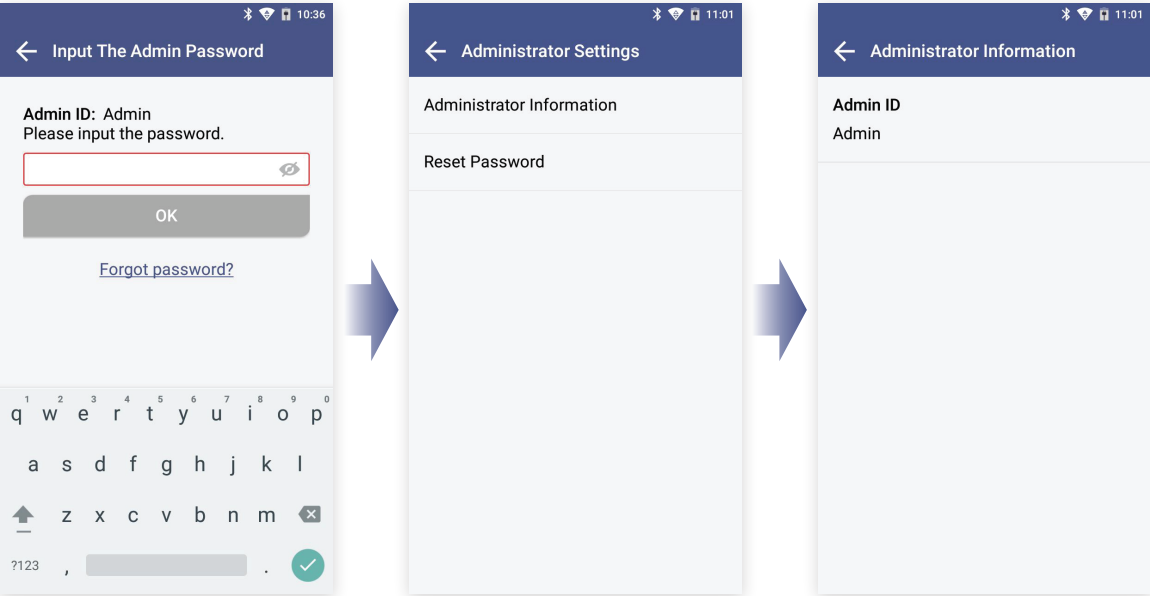 10:36
Input The Admin Password
Admin ID: Admin
Please input the password.
OK
Forgot password?
1 2 3 4 5 6 7 8 9 0
q w e r t y u i o p
a s d f g h j k l
z x c v b n m
?123 , .
11:01
Administrator Settings
Administrator Information
Reset Password
11:01
Administrator Information
Admin ID
Admin